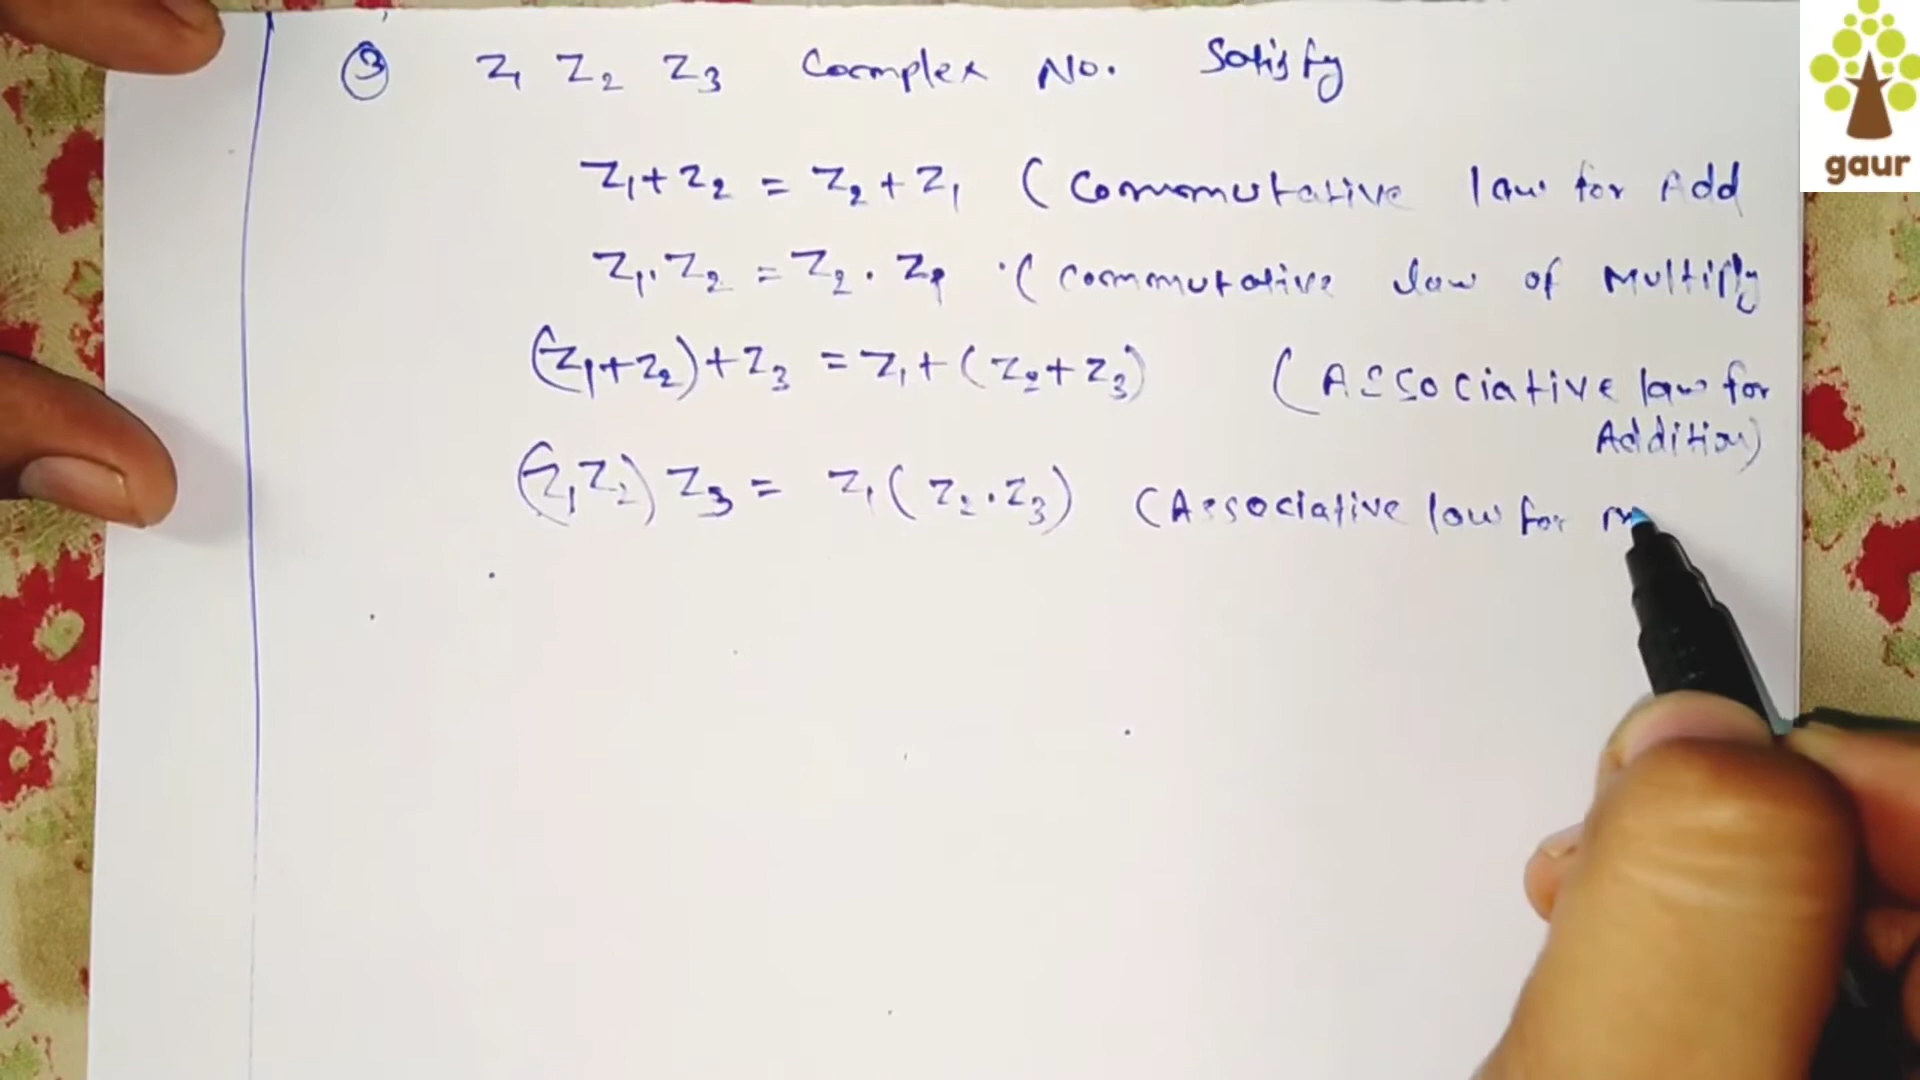 ③ Z₁ Z₂ Z₃ Complex No. Satisfy
gaur
Z₁+Z₂ = Z₂+Z₁ (Commutative law for Add
Z₁.Z₂ = Z₂.Z₁ (Commutative law of Multiply
(Z₁+Z₂)+Z₃ = Z₁+(Z₂+Z₃) (Associative law for
Addition)
(Z₁Z₂)Z₃ = Z₁(Z₂.Z₃) (Associative law for m